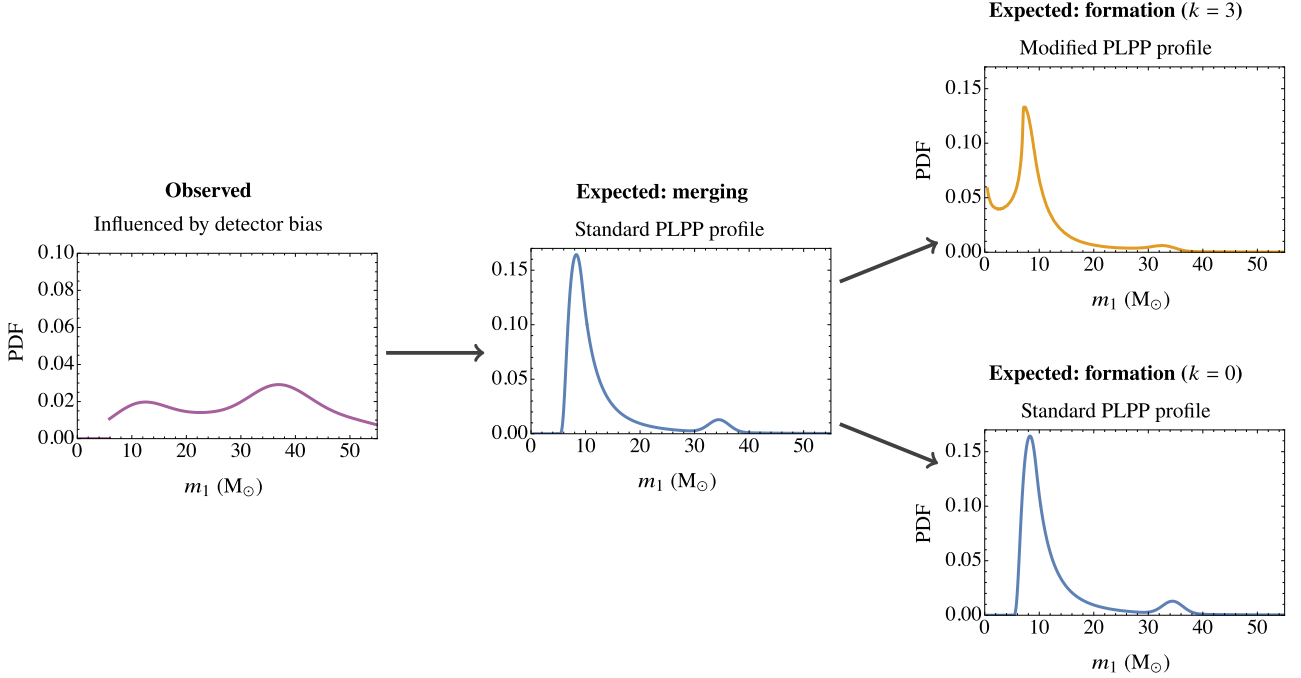 Observed
Influenced by detector bias
PDF
0.10
0.08
0.06
0.04
0.02
0.00
0 10 20 30 40 50
m₁ (M☉)
Expected: merging
Standard PLPP profile
0.15
0.10
0.05
0.00
0 10 20 30 40 50
m₁ (M☉)
Expected: formation (k = 3)
Modified PLPP profile
PDF
0.15
0.10
0.05
0.00
0 10 20 30 40 50
m₁ (M☉)
Expected: formation (k = 0)
Standard PLPP profile
PDF
0.15
0.10
0.05
0.00
0 10 20 30 40 50
m₁ (M☉)